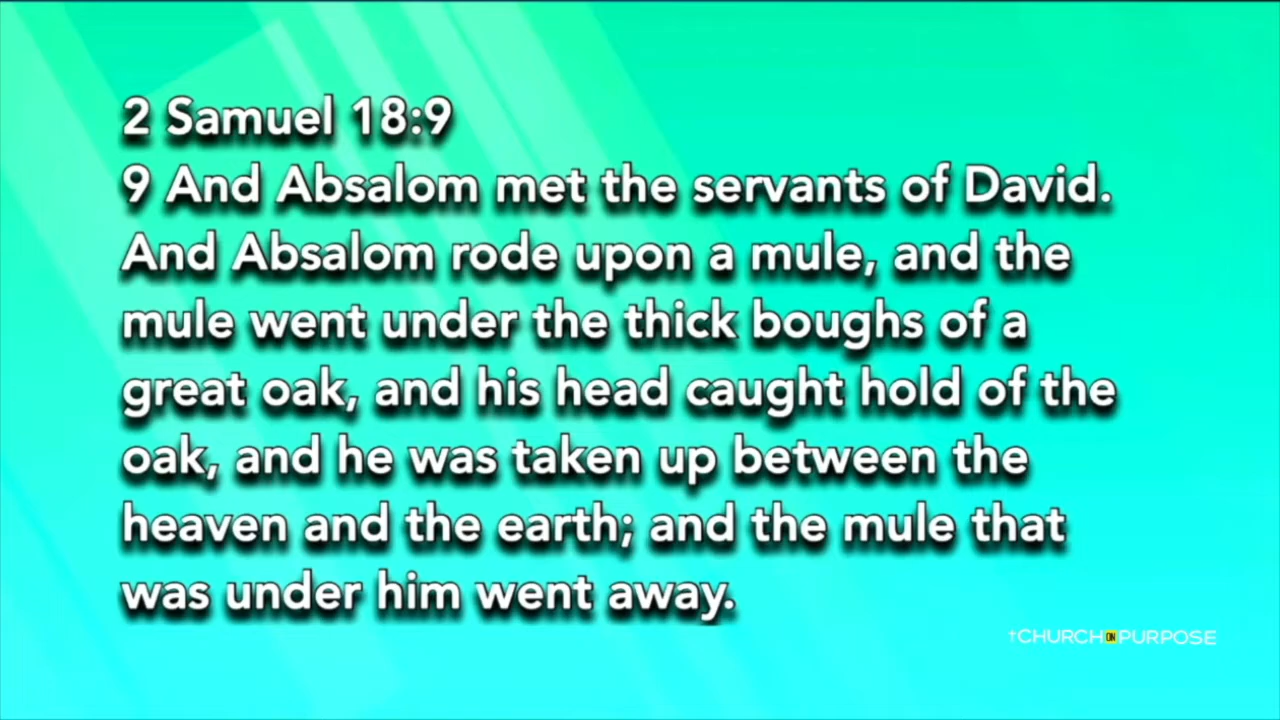 2 Samuel 18:9
9 And Absalom met the servants of David.
And Absalom rode upon a mule, and the
mule went under the thick boughs of a
great oak, and his head caught hold of the
oak, and he was taken up between the
heaven and the earth; and the mule that
was under him went away.
†CHURCH ON PURPOSE